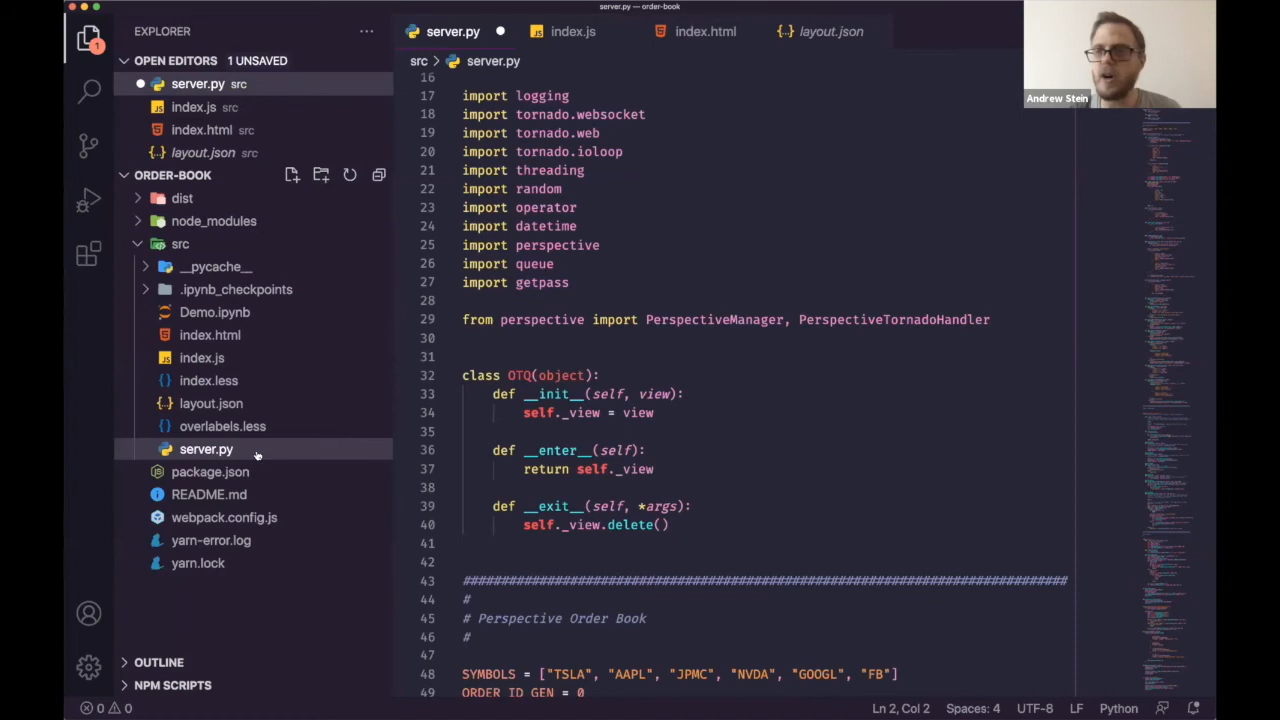 server.py — order-book
EXPLORER
OPEN EDITORS 1 UNSAVED
server.py src
index.js src
index.html src
layout.json src
ORDER-BOOK
dist
node_modules
src
__pycache__
.ipynb_checkpoints
Demo.ipynb
index.html
index.js
index.less
layout.json
overlabels.less
server.py
package.json
README.md
webpack.config.js
yarn-error.log
yarn.lock
OUTLINE
NPM SCRIPTS
1
server.py
index.js
index.html
layout.json
src
server.py
16
17 import logging
18 import tornado.websocket
19 import tornado.web
20 import tornado.ioloop
21 import threading
22 import random
23 import operator
24 import datetime
25 import perspective
26 import queue
27 import getpass
28
29 from perspective import PerspectiveManager, PerspectiveTornadoHandler
30
31
32 class OTQ(object):
33 def __init__(self, view):
34 self._view = view
35
36 def __enter__(self):
37 return self._view
38
39 def __exit__(self, *args):
40 self._view.delete()
41
42
43 ################################################################################
44 #
45 # Perspective Order Book
46 #
47
48 SYMBOLS = ["TSLA", "AAPL", "JPMC", "NVDA", "GOOGL", "FB"]
49 ORDER_ID_GEN = 0
Andrew Stein
0 0
Ln 2, Col 2
Spaces: 4
UTF-8
LF
Python